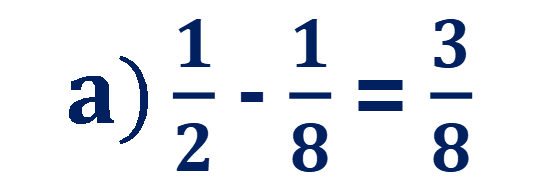 a) 1/2 - 1/8 = 3/8